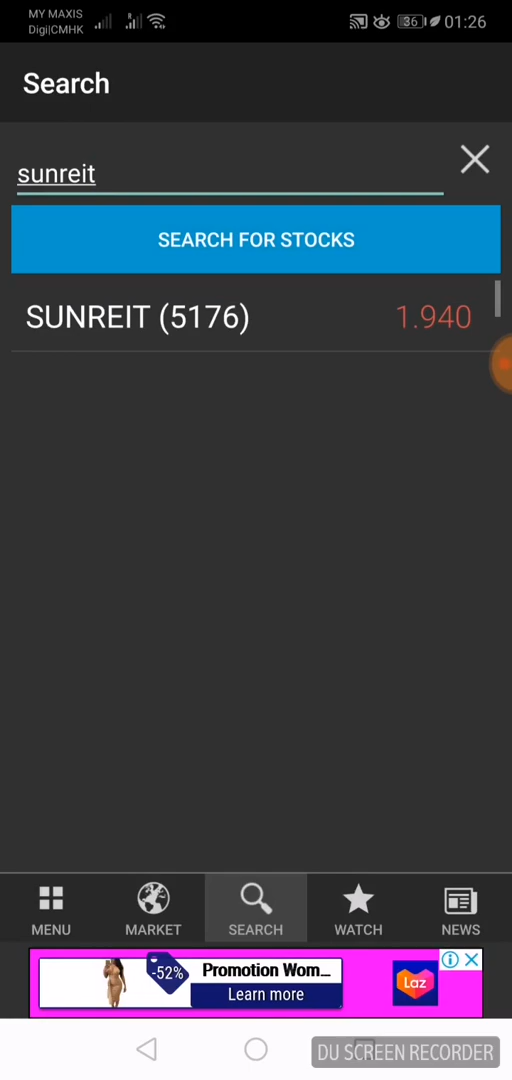 MY MAXIS
Digi|CMHK
36
01:26
Search
sunreit
SEARCH FOR STOCKS
SUNREIT (5176)
1.940
MENU
MARKET
SEARCH
WATCH
NEWS
-52%
Promotion Wom...
Learn more
Laz
DU SCREEN RECORDER